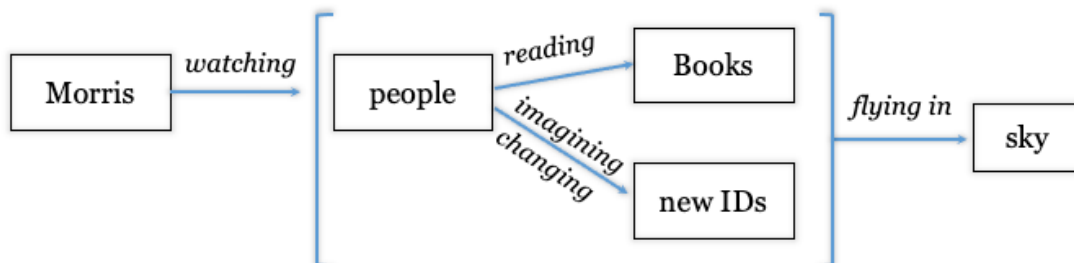 Morris
watching
people
reading
Books
imagining
changing
new IDs
flying in
sky